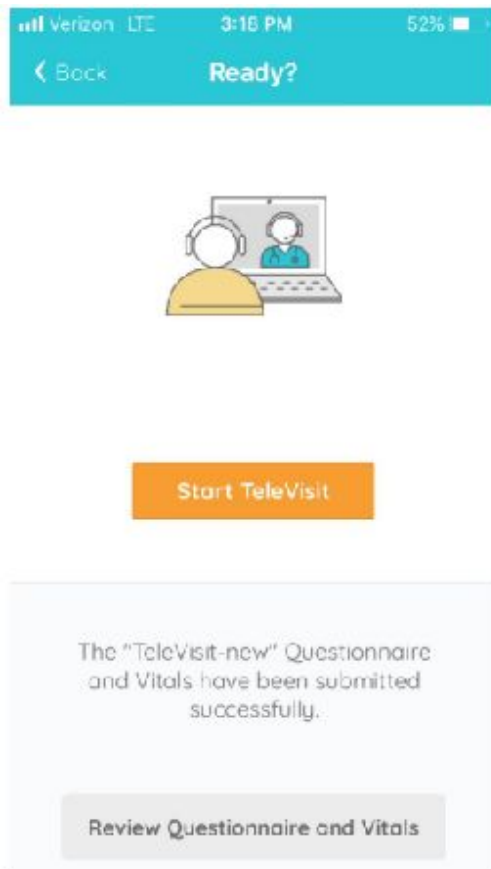 Verizon LTE 3:16 PM 52%
Back Ready?
Start TeleVisit
The "TeleVisit-new" Questionnaire
and Vitals have been submitted
successfully.
Review Questionnaire and Vitals